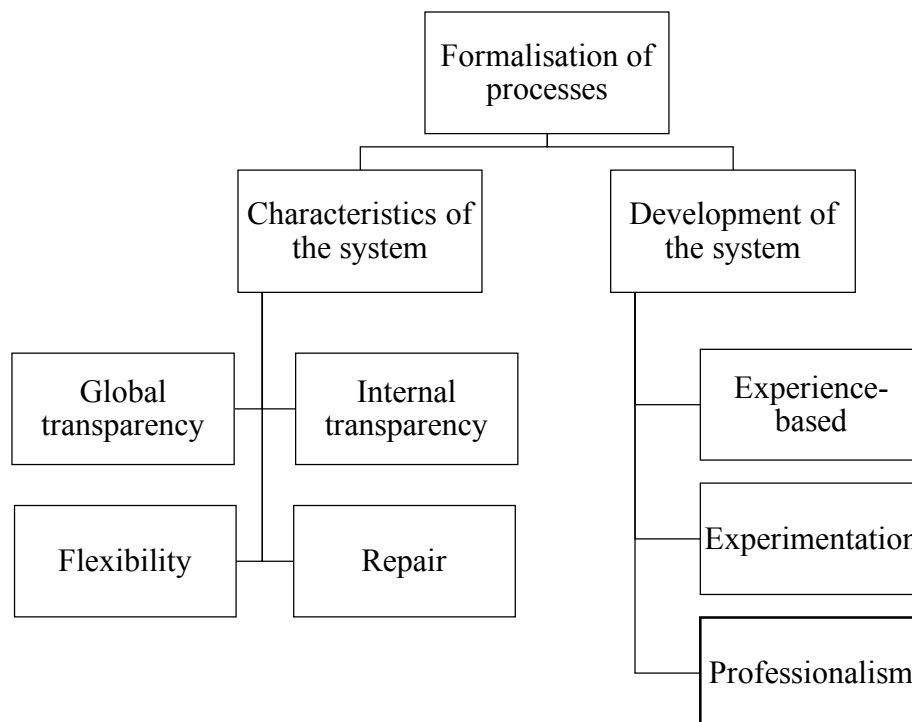 Formalisation of
processes
Characteristics of
the system
Development of
the system
Global
transparency
Internal
transparency
Experience-
based
Flexibility
Repair
Experimentation
Professionalism